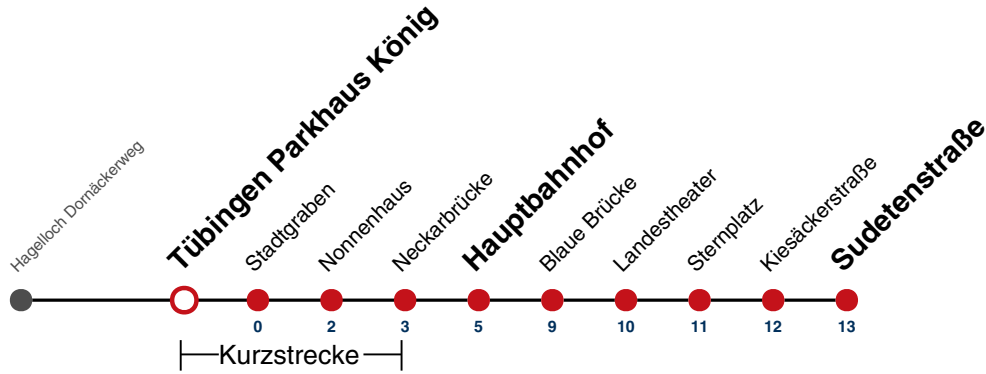 Hagelloch Dornäckerweg
Tübingen Parkhaus König
Stadtgraben
Nonnenhaus
Neckarbrücke
Hauptbahnhof
Blaue Brücke
Landestheater
Sternplatz
Kiesäckerstraße
Sudetenstraße
0 2 3 5 9 10 11 12 13
Kurzstrecke